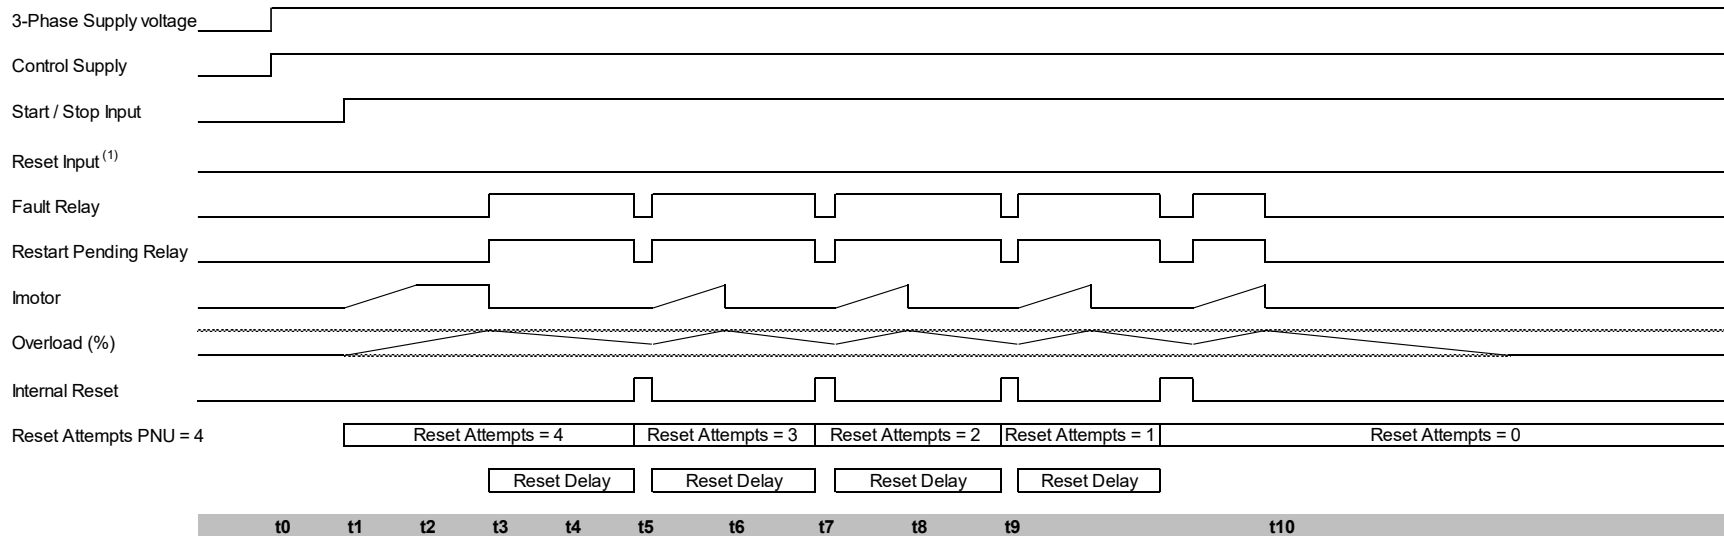 3-Phase Supply voltage
Control Supply
Start / Stop Input
Reset Input (1)
Fault Relay
Restart Pending Relay
Imotor
Overload (%)
Internal Reset
Reset Attempts PNU = 4 Reset Attempts = 4 Reset Attempts = 3 Reset Attempts = 2 Reset Attempts = 1 Reset Attempts = 0
Reset Delay Reset Delay Reset Delay Reset Delay
t0 t1 t2 t3 t4 t5 t6 t7 t8 t9 t10